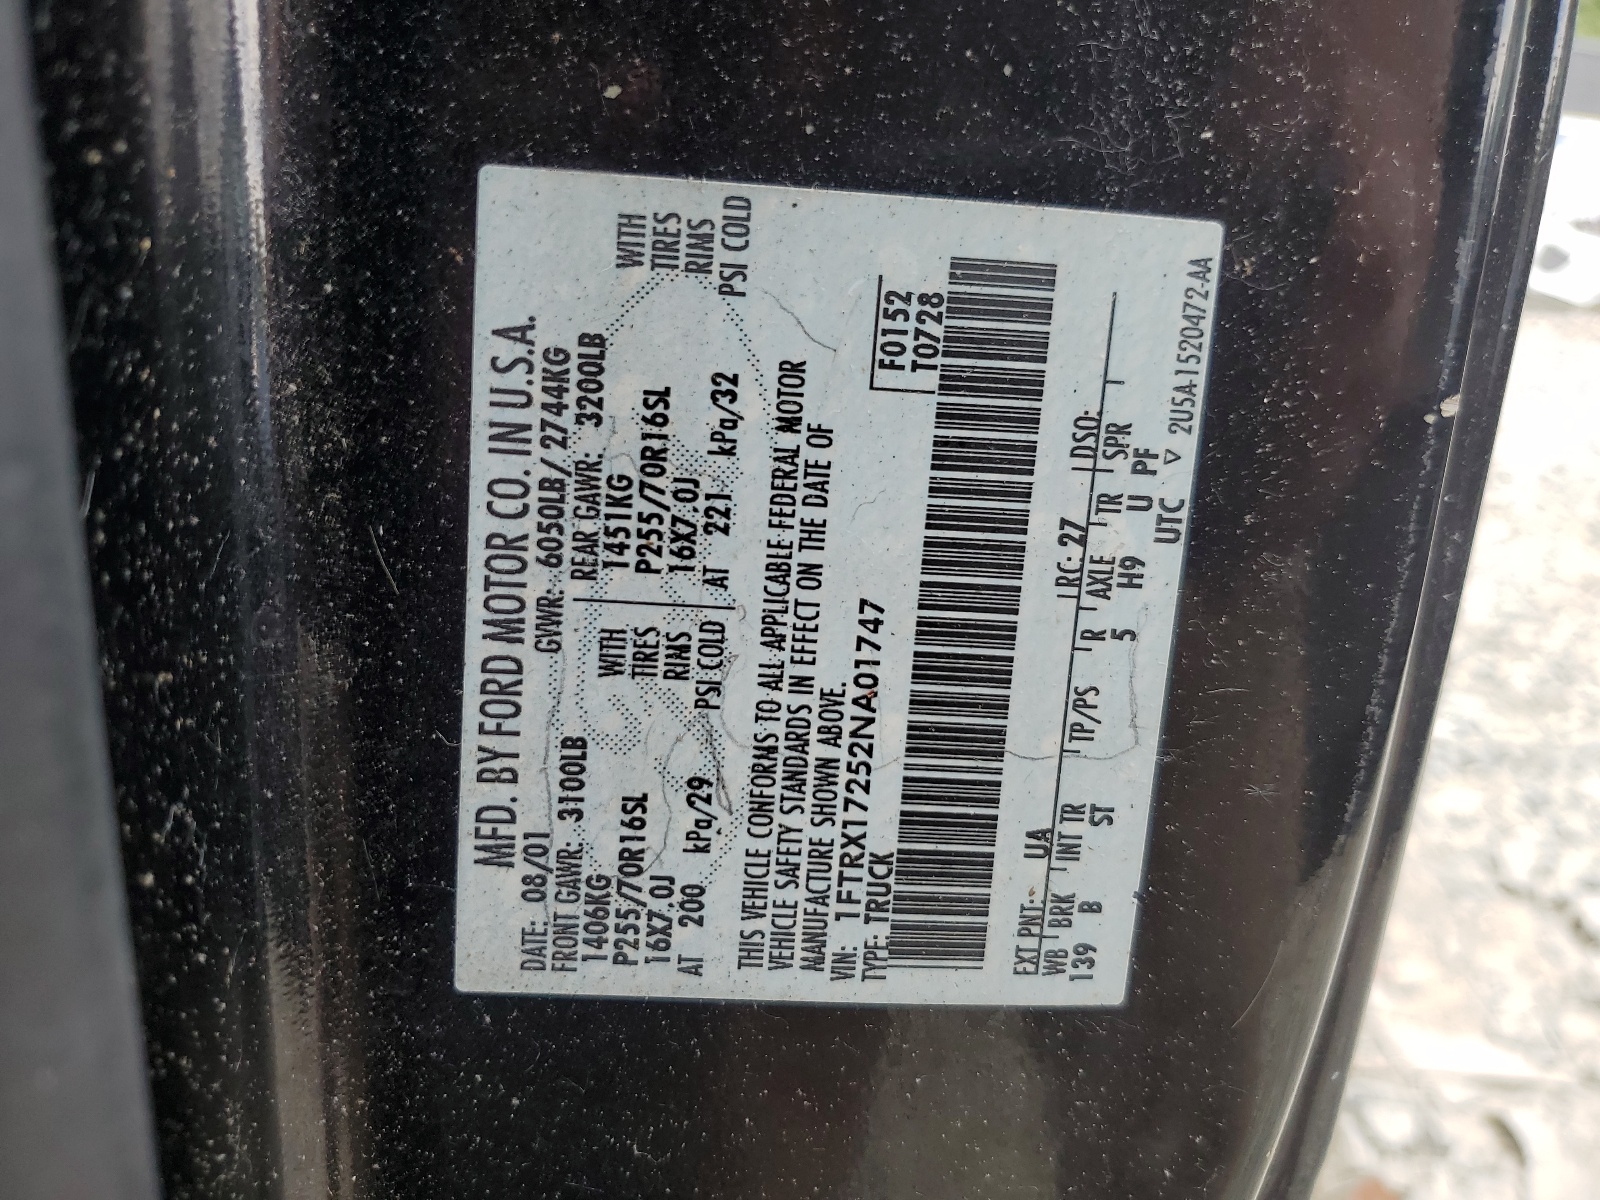 MFD. BY FORD MOTOR CO. IN U.S.A.
DATE: 08/01 GVWR: 6050LB/2744KG
FRONT GAWR: 3100LB REAR GAWR: 3200LB
1406KG WITH 1451KG WITH
P255/70R16SL TIRES P255/70R16SL TIRES
16X7.0J RIMS 16X7.0J RIMS
AT 200 kPa/29 PSI COLD AT 221 kPa/32 PSI COLD
THIS VEHICLE CONFORMS TO ALL APPLICABLE FEDERAL MOTOR
VEHICLE SAFETY STANDARDS IN EFFECT ON THE DATE OF
MANUFACTURE SHOWN ABOVE.
VIN: 1FTRX17252NA01747 F0152
TYPE: TRUCK T0728
EXT PNT: UA RC: 27 DSO:
WB BRK INT TR TP/PS R AXLE TR SPR
139 B ST 5 H9 U PF
UTC ▽ 2U5A-1520472-AA